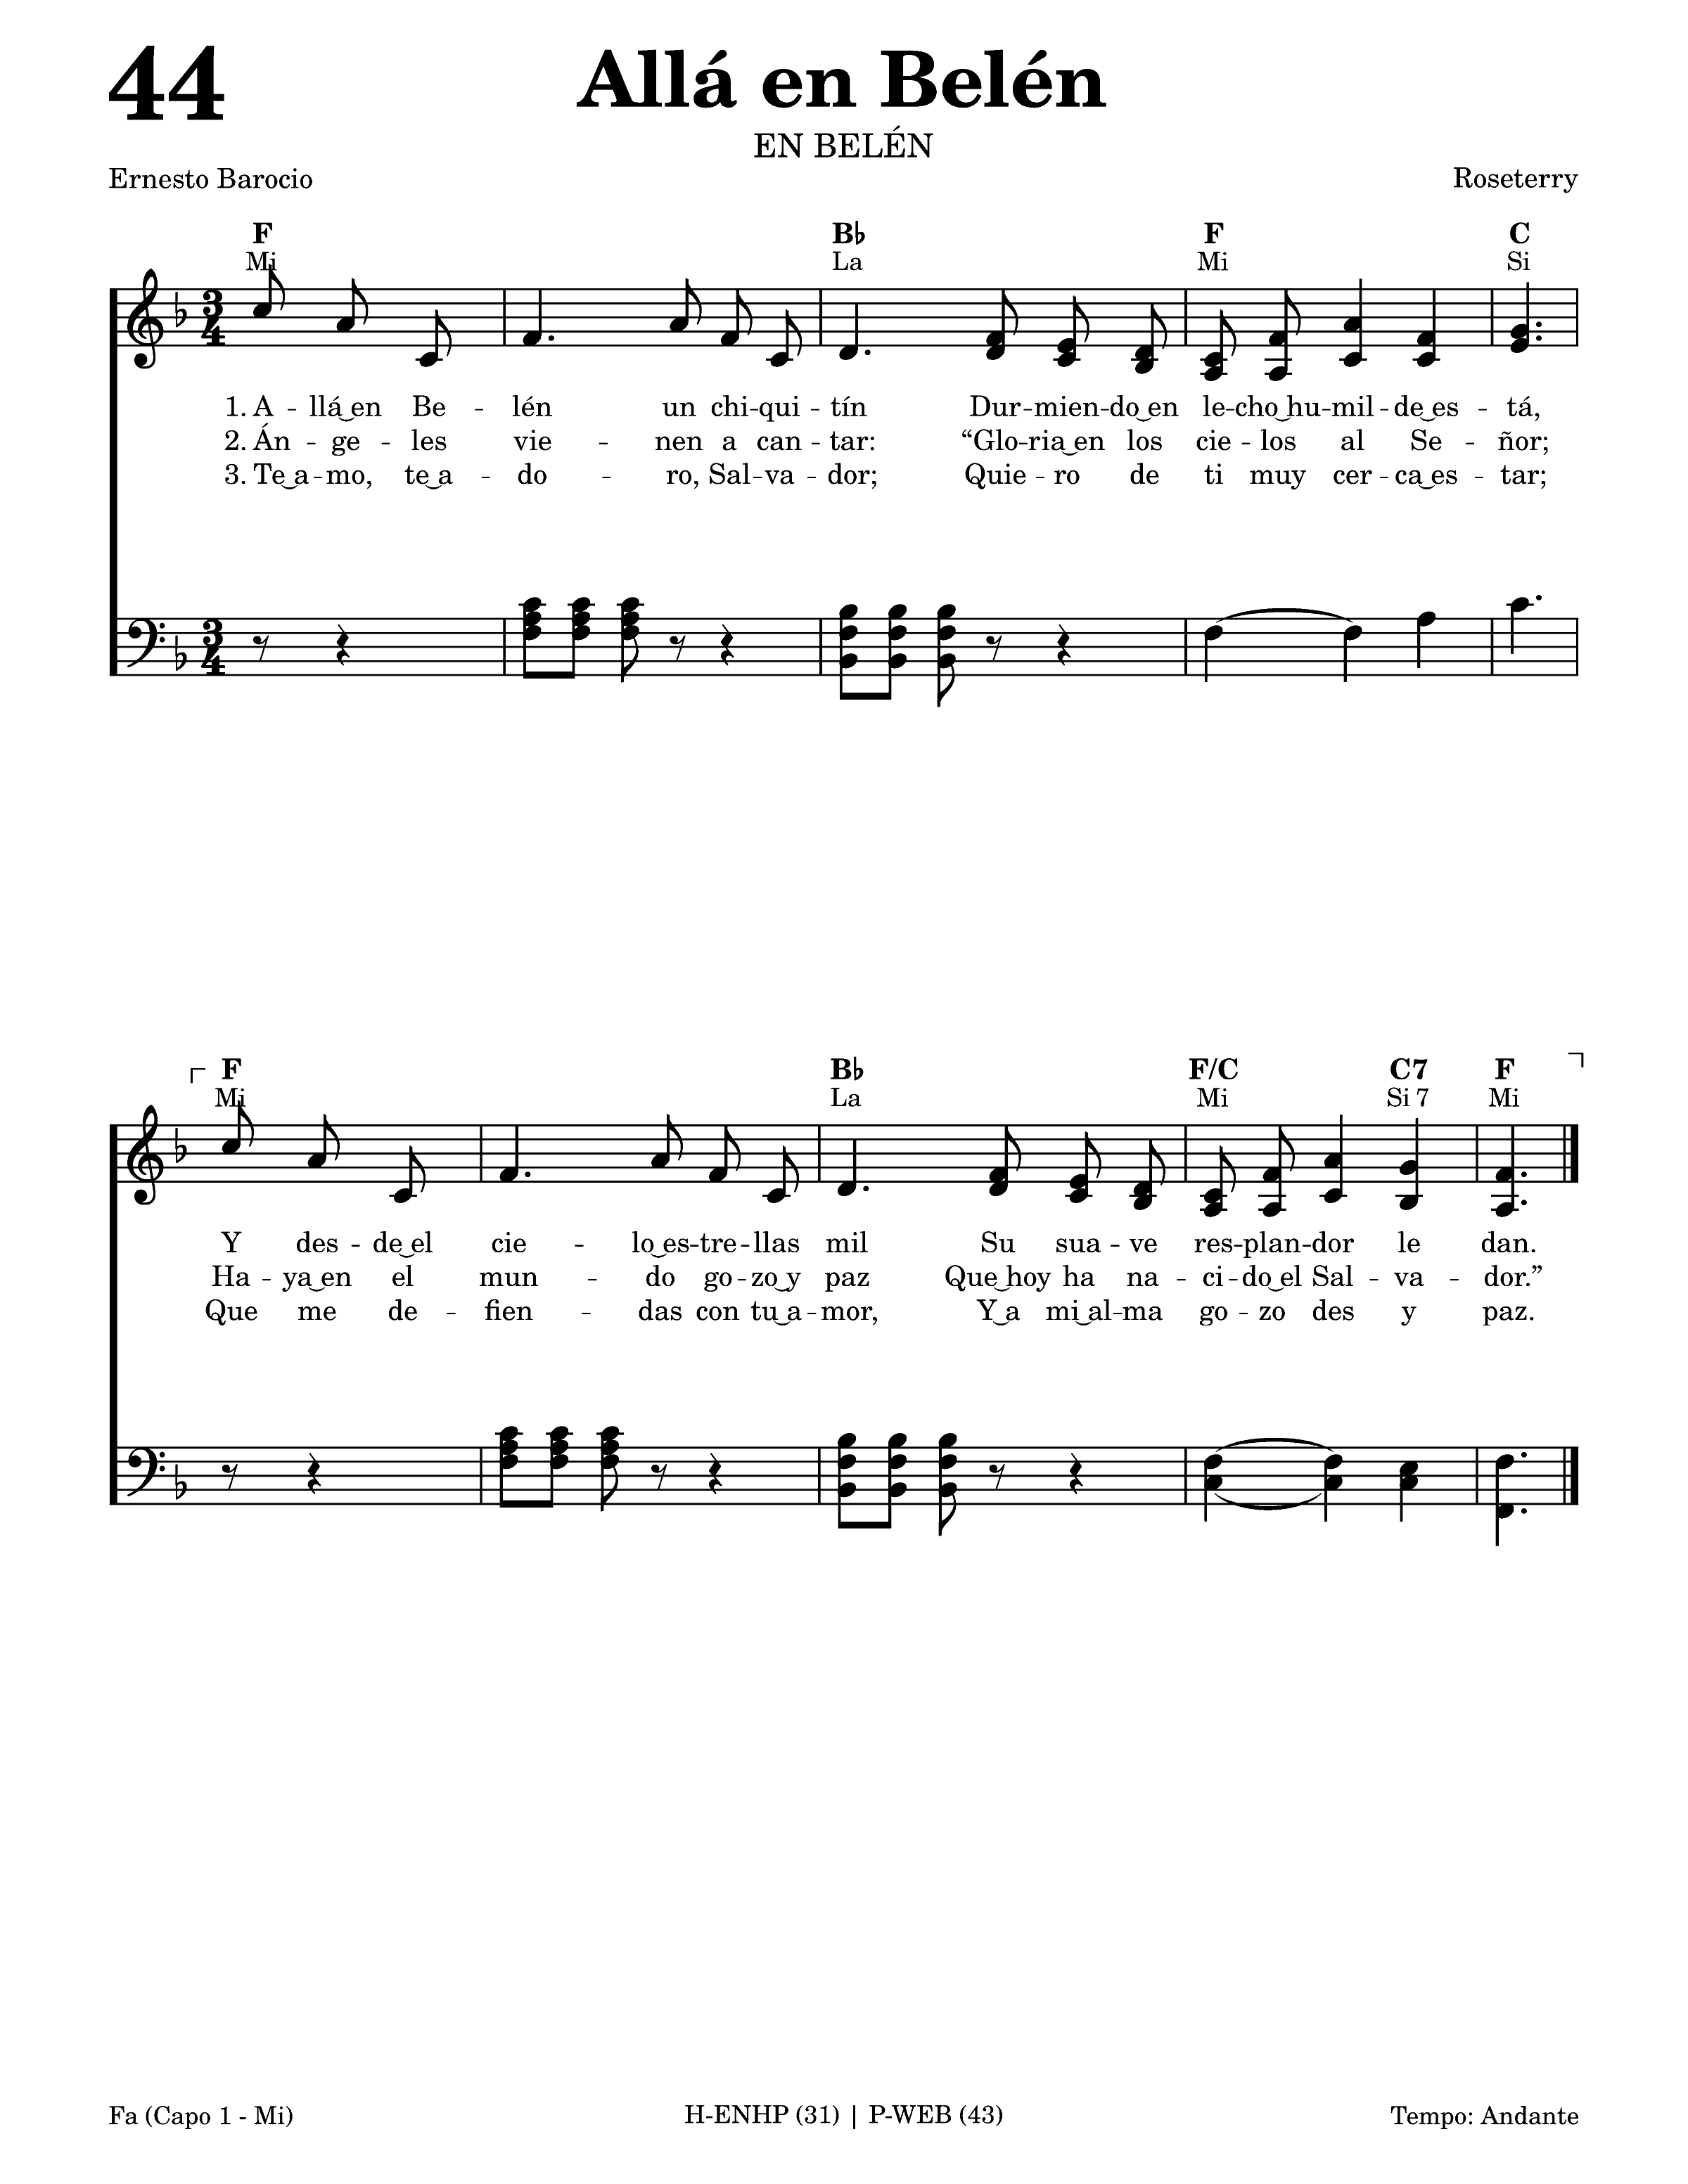 44
Allá en Belén
EN BELÉN
Ernesto Barocio
Roseterry
F B♭ F C
Mi La Mi Si
3 4
1. A -- llá‿en Be -- lén un chi -- qui -- tín Dur -- mien -- do‿en le -- cho‿hu -- mil -- de‿es -- tá,
2. Án -- ge -- les vie -- nen a can -- tar: “Glo -- ria‿en los cie -- los al Se -- ñor;
3. Te‿a -- mo, te‿a -- do -- ro, Sal -- va -- dor; Quie -- ro de ti muy cer -- ca‿es -- tar;
3 4
F B♭ F/C C7 F
Mi La Mi Si 7 Mi
Y des -- de‿el cie -- lo‿es -- tre -- llas mil Su sua -- ve res -- plan -- dor le dan.
Ha -- ya‿en el mun -- do go -- zo‿y paz Que‿hoy ha na -- ci -- do‿el Sal -- va -- dor.”
Que me de -- fien -- das con tu‿a -- mor, Y‿a mi‿al -- ma go -- zo des y paz.
Fa (Capo 1 - Mi)
H-ENHP (31) | P-WEB (43)
Tempo: Andante